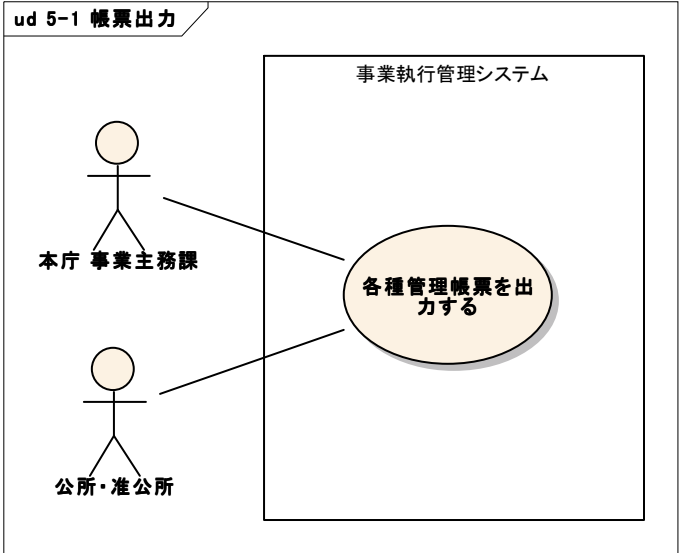 ud 5-1 帳票出力
事業執行管理システム
本庁 事業主務課
各種管理帳票を出
力する
公所・准公所